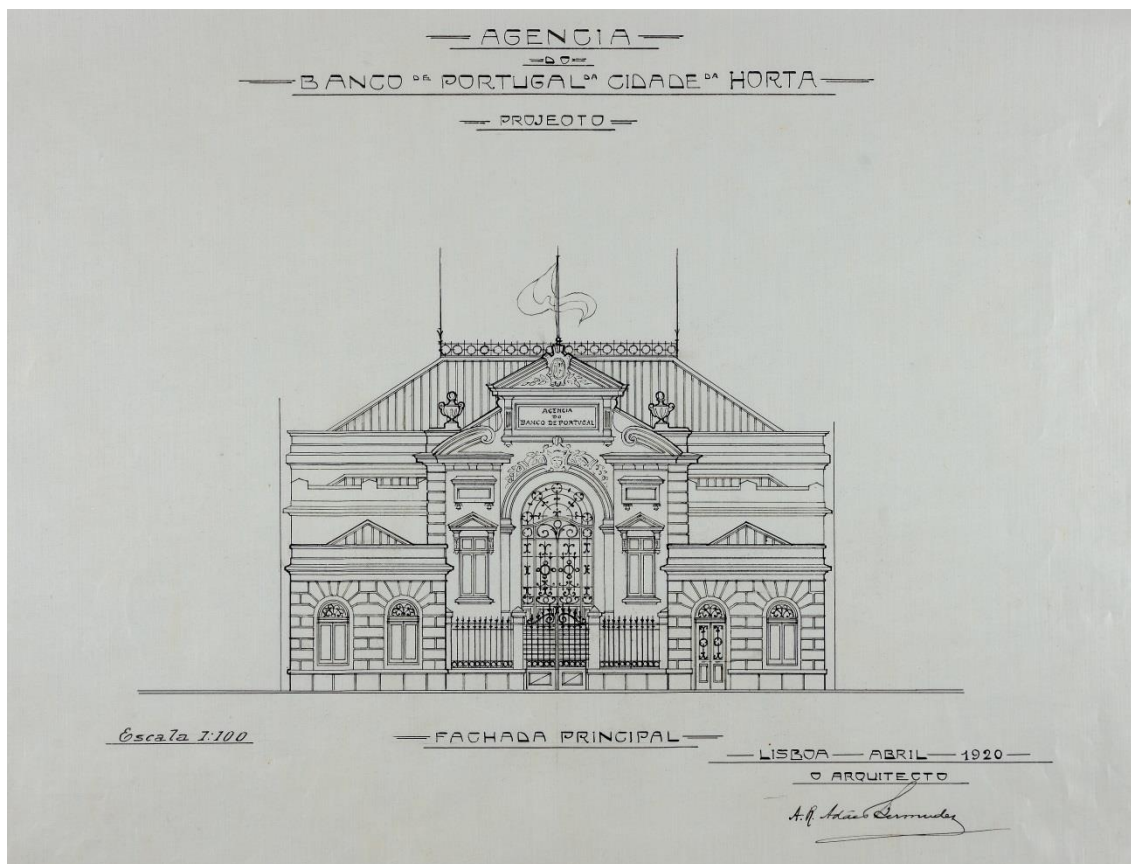 AGENCIA
DO
BANCO DE PORTUGAL DA CIDADE DA HORTA
PROJECTO
AGENCIA
DO
BANCO DE PORTUGAL
Escala 1:100
FACHADA PRINCIPAL
LISBOA — ABRIL — 1920
O ARQUITECTO
A. R. Adães Bermudes